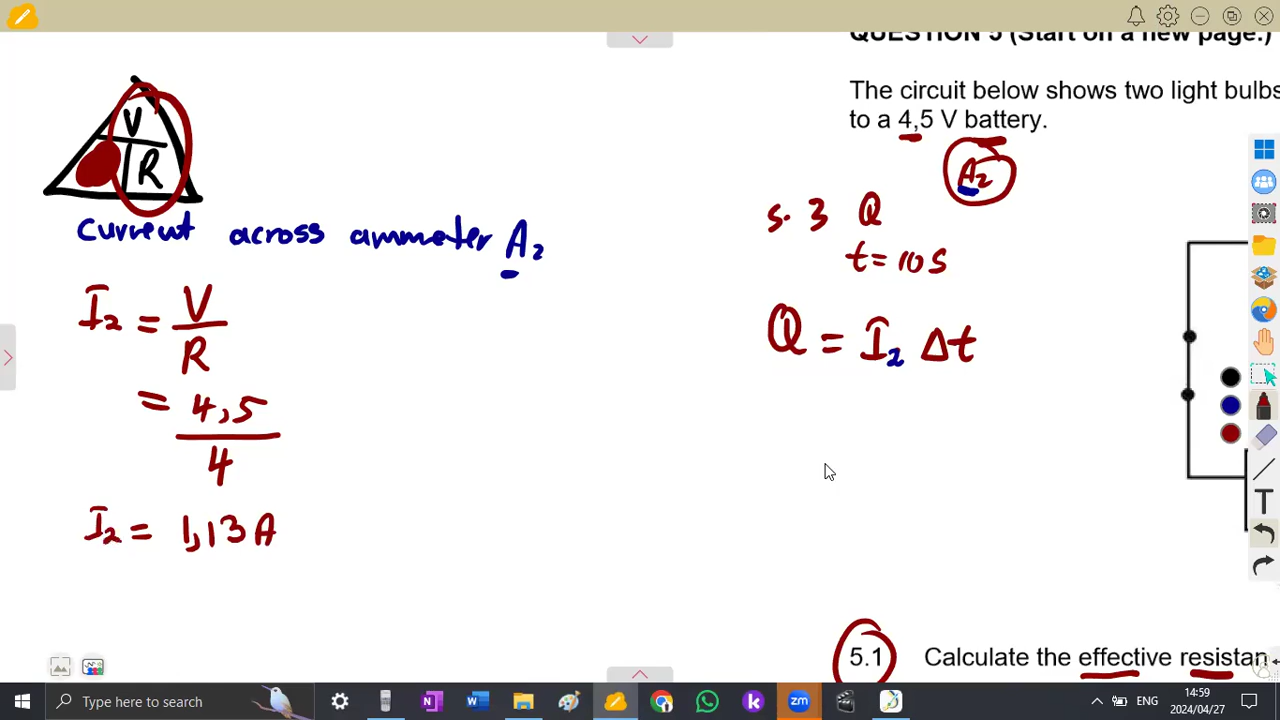 QUESTION 5 (Start on a new page.)
The circuit below shows two light bulbs
to a 4,5 V battery.
V
R
A2
current across ammeter A2
5.3 Q
t = 10 s
I2 = V
R
Q = I2 Δt
= 4,5
4
I2 = 1,13 A
T
5.1 Calculate the effective resistan
Type here to search
ENG
14:59
2024/04/27